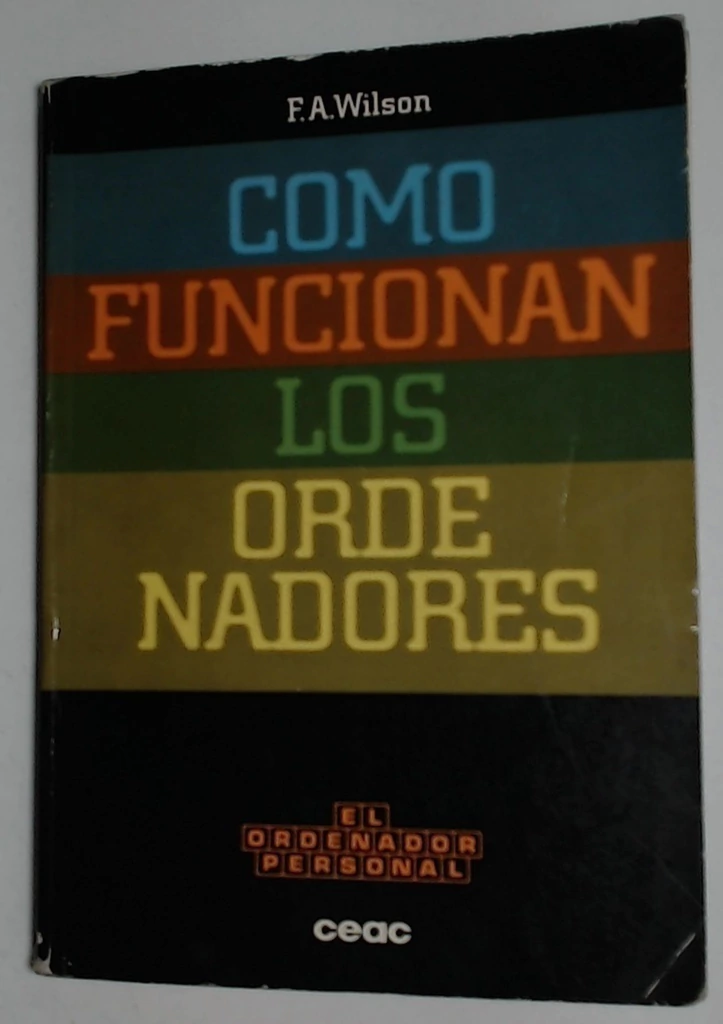 F.A.Wilson
COMO
FUNCIONAN
LOS
ORDE
NADORES
EL
ORDENADOR
PERSONAL
ceac